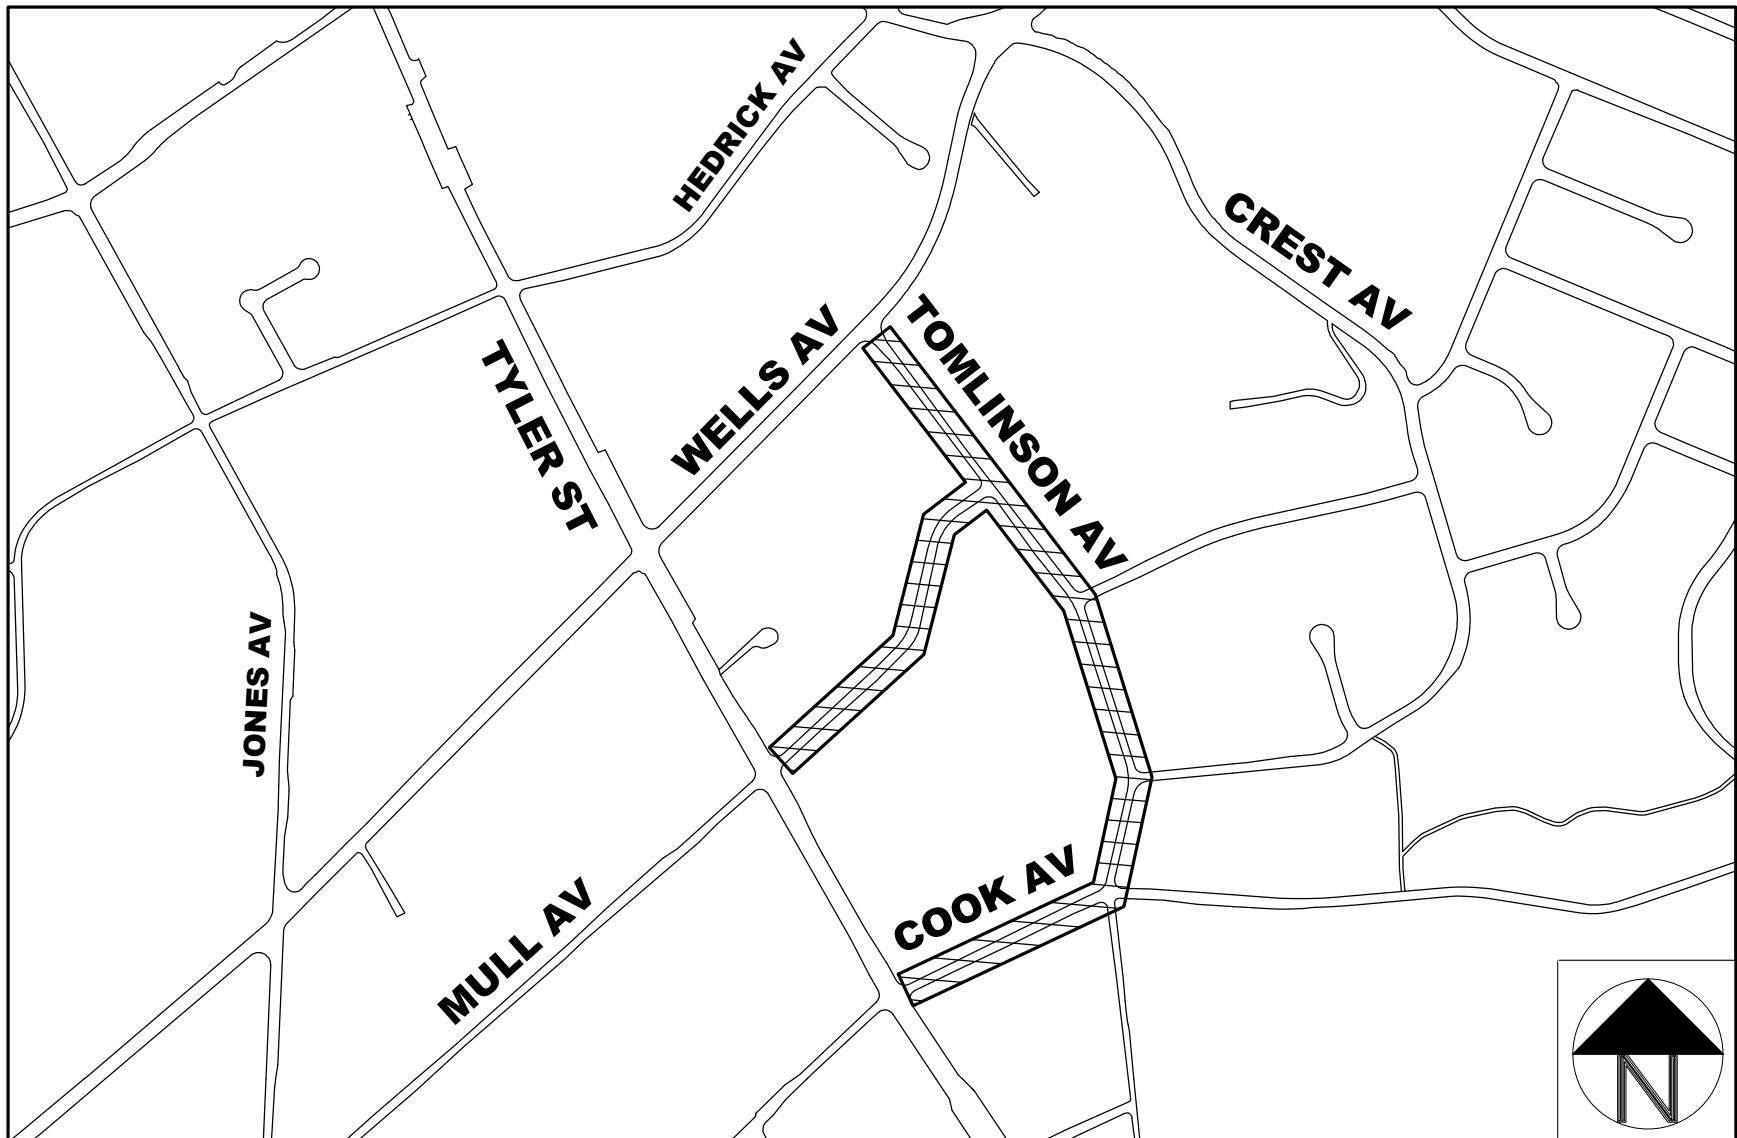 HEDRICK AV
CREST AV
TOMLINSON AV
WELLS AV
TYLER ST
JONES AV
COOK AV
MULL AV
N